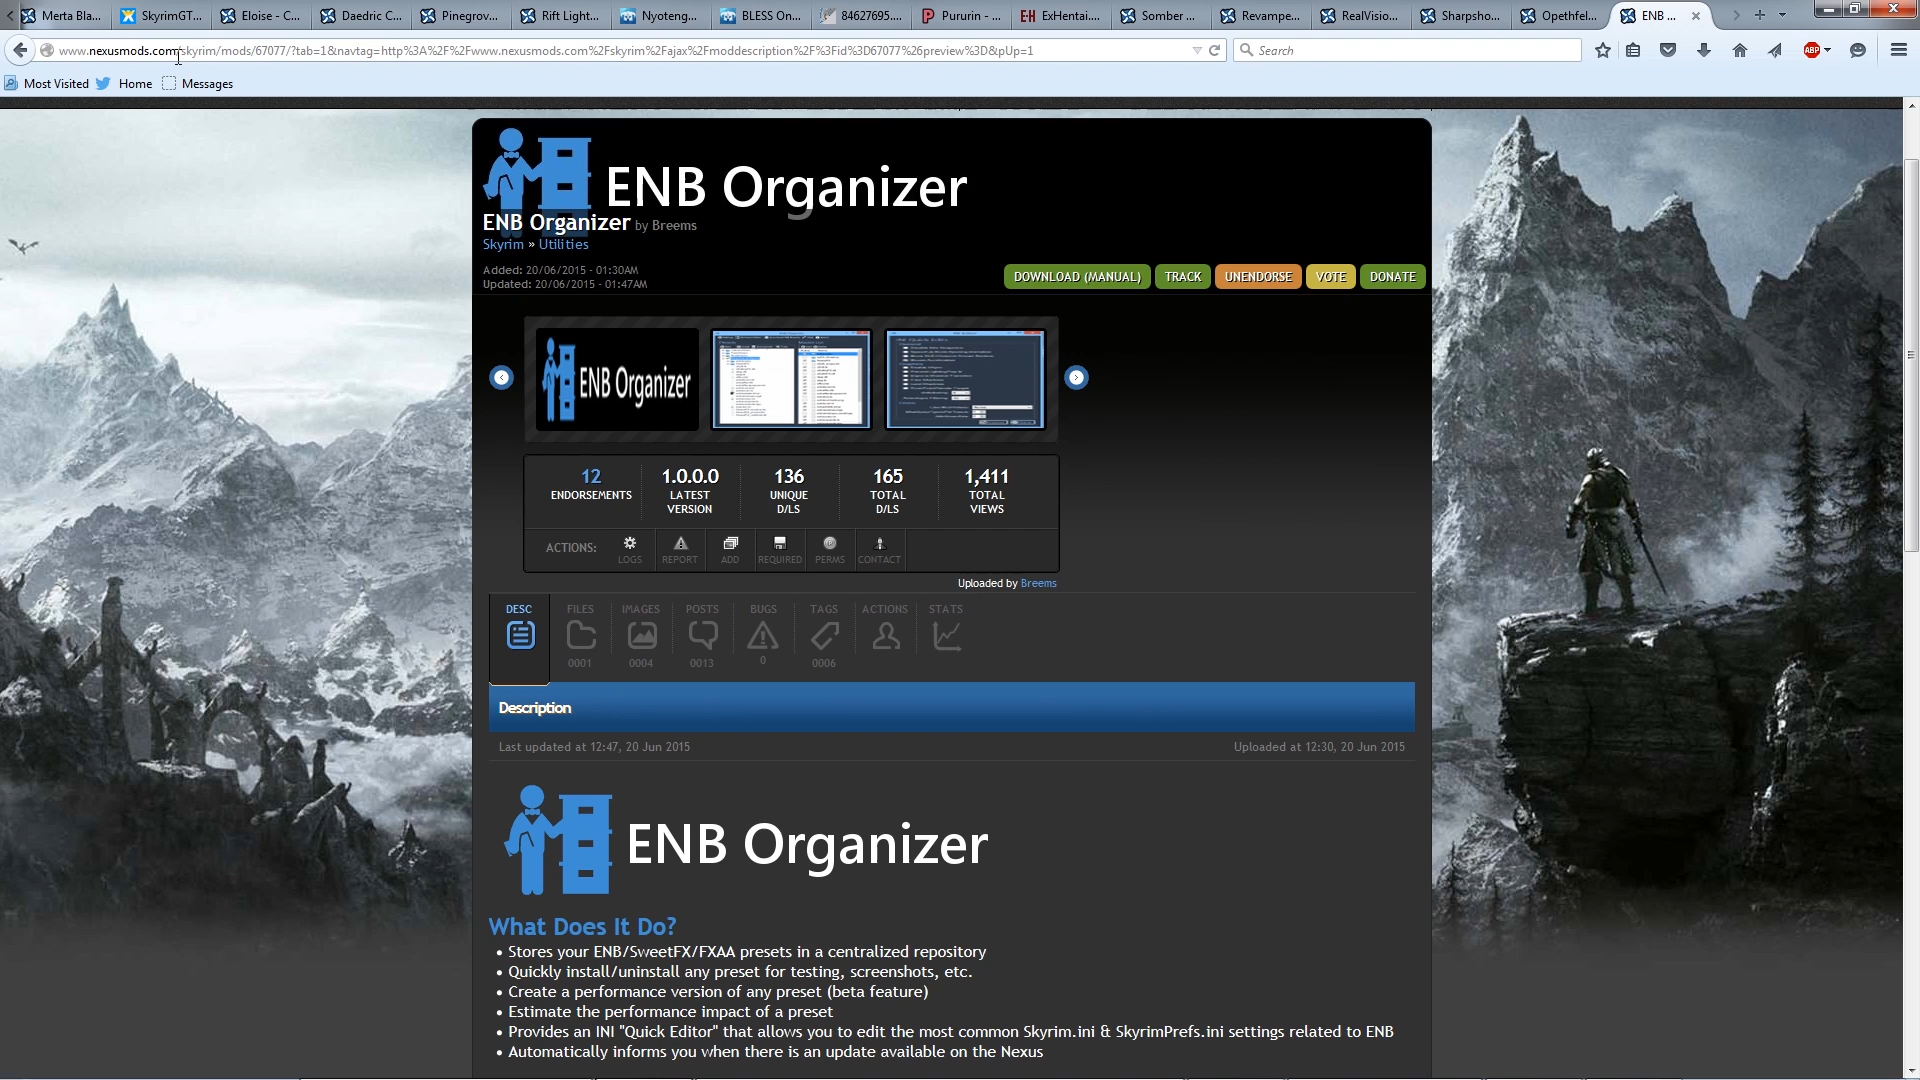 Merta Bla... SkyrimGT... Eloise - C... Daedric C... Pinegrov... Rift Light... Nyoteng... BLESS On... 84627695.... Pururin - ... ExHentai.... Somber ... Revampe... RealVisio... Sharpsho... Opethfel... ENB ...
www.nexusmods.com/skyrim/mods/67077/?tab=1&navtag=http%3A%2F%2Fwww.nexusmods.com%2Fskyrim%2Fajax%2Fmoddescription%2F%3Fid%3D67077%26preview%3D&pUp=1 Search ABP
Most Visited Home Messages
ENB Organizer
ENB Organizer by Breems
Skyrim » Utilities
Added: 20/06/2015 - 01:30AM
Updated: 20/06/2015 - 01:47AM
DOWNLOAD (MANUAL) TRACK UNENDORSE VOTE DONATE
ENB Organizer
12 1.0.0.0 136 165 1,411
ENDORSEMENTS LATEST UNIQUE TOTAL TOTAL
VERSION D/LS D/LS VIEWS
ACTIONS: LOGS REPORT ADD REQUIRED PERMS CONTACT
Uploaded by Breems
DESC FILES IMAGES POSTS BUGS TAGS ACTIONS STATS
0001 0004 0013 0 0006
Description
Last updated at 12:47, 20 Jun 2015 Uploaded at 12:30, 20 Jun 2015
ENB Organizer
What Does It Do?
• Stores your ENB/SweetFX/FXAA presets in a centralized repository
• Quickly install/uninstall any preset for testing, screenshots, etc.
• Create a performance version of any preset (beta feature)
• Estimate the performance impact of a preset
• Provides an INI "Quick Editor" that allows you to edit the most common Skyrim.ini & SkyrimPrefs.ini settings related to ENB
• Automatically informs you when there is an update available on the Nexus